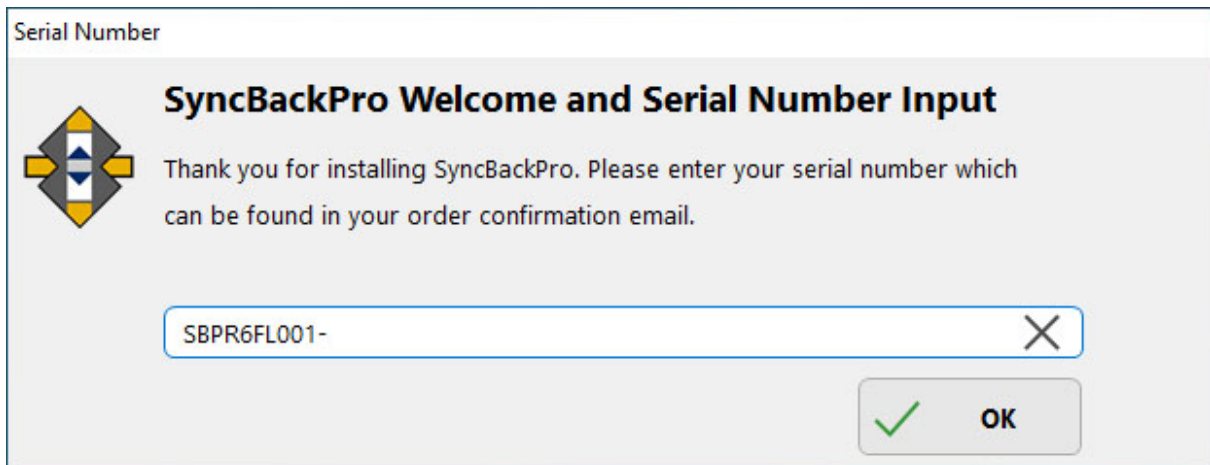 Serial Number
SyncBackPro Welcome and Serial Number Input
Thank you for installing SyncBackPro. Please enter your serial number which
can be found in your order confirmation email.
SBPR6FL001-
OK